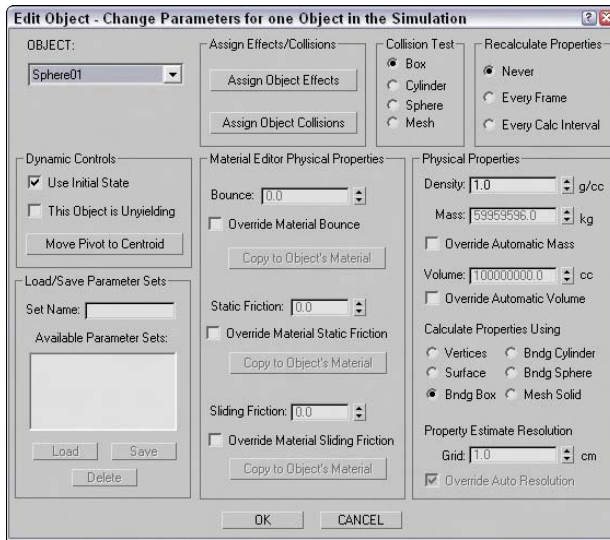 Edit Object - Change Parameters for one Object in the Simulation
OBJECT:
Sphere01
Assign Effects/Collisions
Assign Object Effects
Assign Object Collisions
Collision Test
Box
Cylinder
Sphere
Mesh
Recalculate Properties
Never
Every Frame
Every Calc Interval
Dynamic Controls
Use Initial State
This Object is Unyielding
Move Pivot to Centroid
Load/Save Parameter Sets
Set Name:
Available Parameter Sets:
Load
Save
Delete
Material Editor Physical Properties
Bounce: 0.0
Override Material Bounce
Copy to Object's Material
Static Friction: 0.0
Override Material Static Friction
Copy to Object's Material
Sliding Friction: 0.0
Override Material Sliding Friction
Copy to Object's Material
Physical Properties
Density: 1.0 g/cc
Mass: 59959596.0 kg
Override Automatic Mass
Volume: 100000000.0 cc
Override Automatic Volume
Calculate Properties Using
Vertices
Bndg Cylinder
Surface
Bndg Sphere
Bndg Box
Mesh Solid
Property Estimate Resolution
Grid: 1.0 cm
Override Auto Resolution
OK
CANCEL